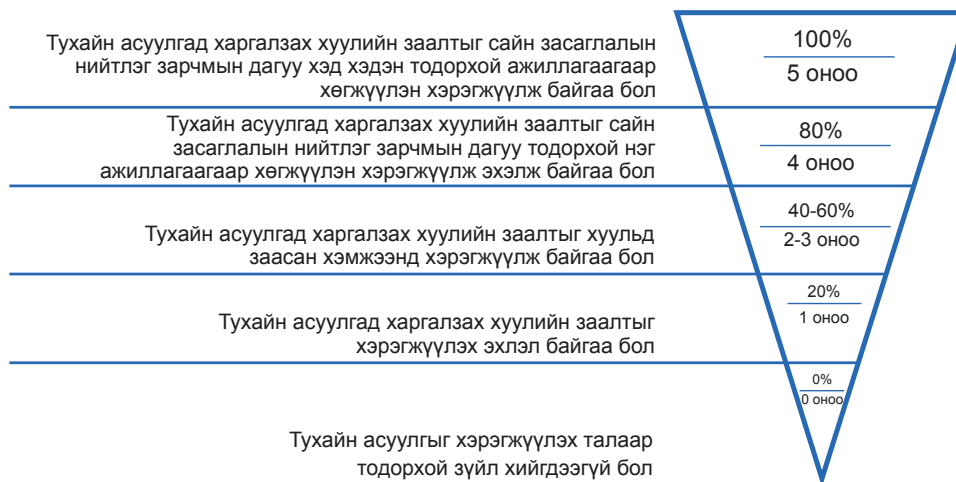 Тухайн асуулгад харгалзах хуулийн заалтыг сайн засаглалын
нийтлэг зарчмын дагуу хэд хэдэн тодорхой ажиллагаагаар
хөгжүүлэн хэрэгжүүлж байгаа бол
100%
5 оноо
Тухайн асуулгад харгалзах хуулийн заалтыг сайн
засаглалын нийтлэг зарчмын дагуу тодорхой нэг
ажиллагаагаар хөгжүүлэн хэрэгжүүлж эхэлж байгаа бол
80%
4 оноо
Тухайн асуулгад харгалзах хуулийн заалтыг хуульд
заасан хэмжээнд хэрэгжүүлж байгаа бол
40-60%
2-3 оноо
Тухайн асуулгад харгалзах хуулийн заалтыг
хэрэгжүүлэх эхлэл байгаа бол
20%
1 оноо
Тухайн асуулгыг хэрэгжүүлэх талаар
тодорхой зүйл хийгдээгүй бол
0%
0 оноо